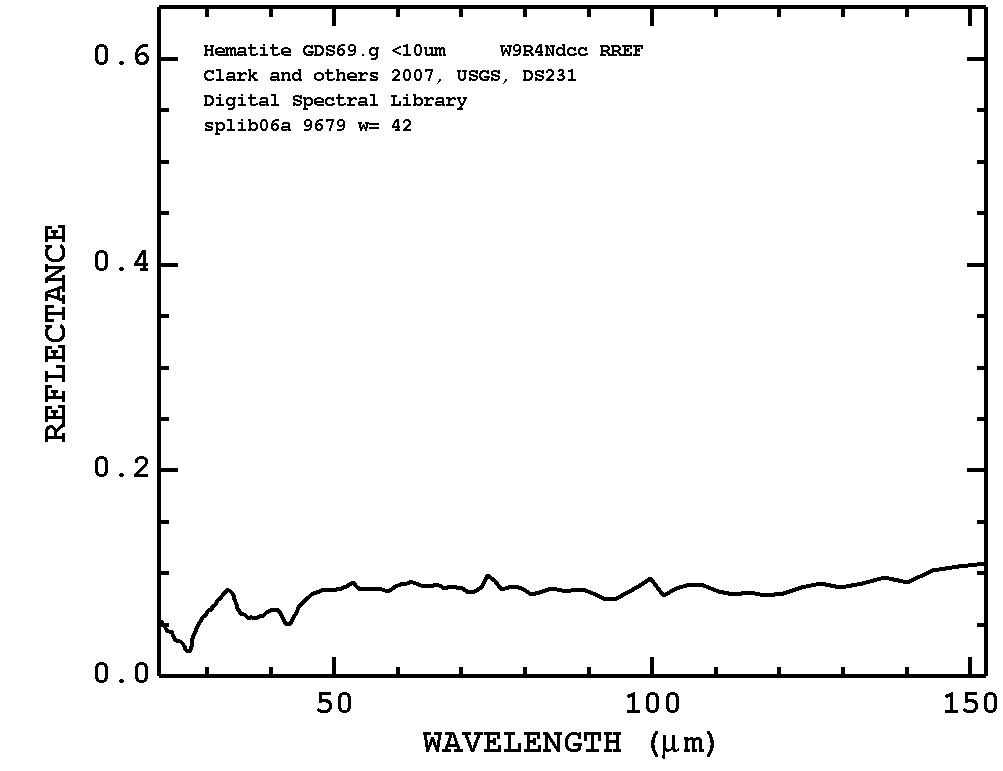 Hematite GDS69.g <10um W9R4Ndcc RREF
Clark and others 2007, USGS, DS231
Digital Spectral Library
splib06a 9679 w= 42
0.6
0.4
0.2
0.0
REFLECTANCE
50 100 150
WAVELENGTH (μm)